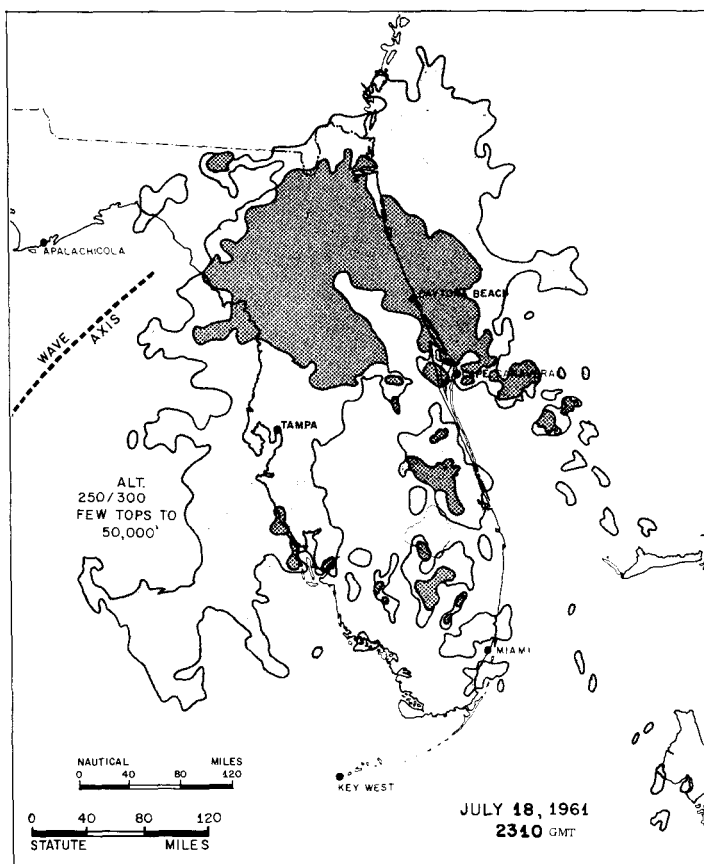 APALACHICOLA
DAYTONA BEACH
WAVE
AXIS
TAMPA
ALT.
250/300
FEW TOPS TO
50,000'
MIAMI
NAUTICAL MILES
0 40 80 120
KEY WEST
0 40 80 120
STATUTE MILES
JULY 18, 1961
2310 GMT